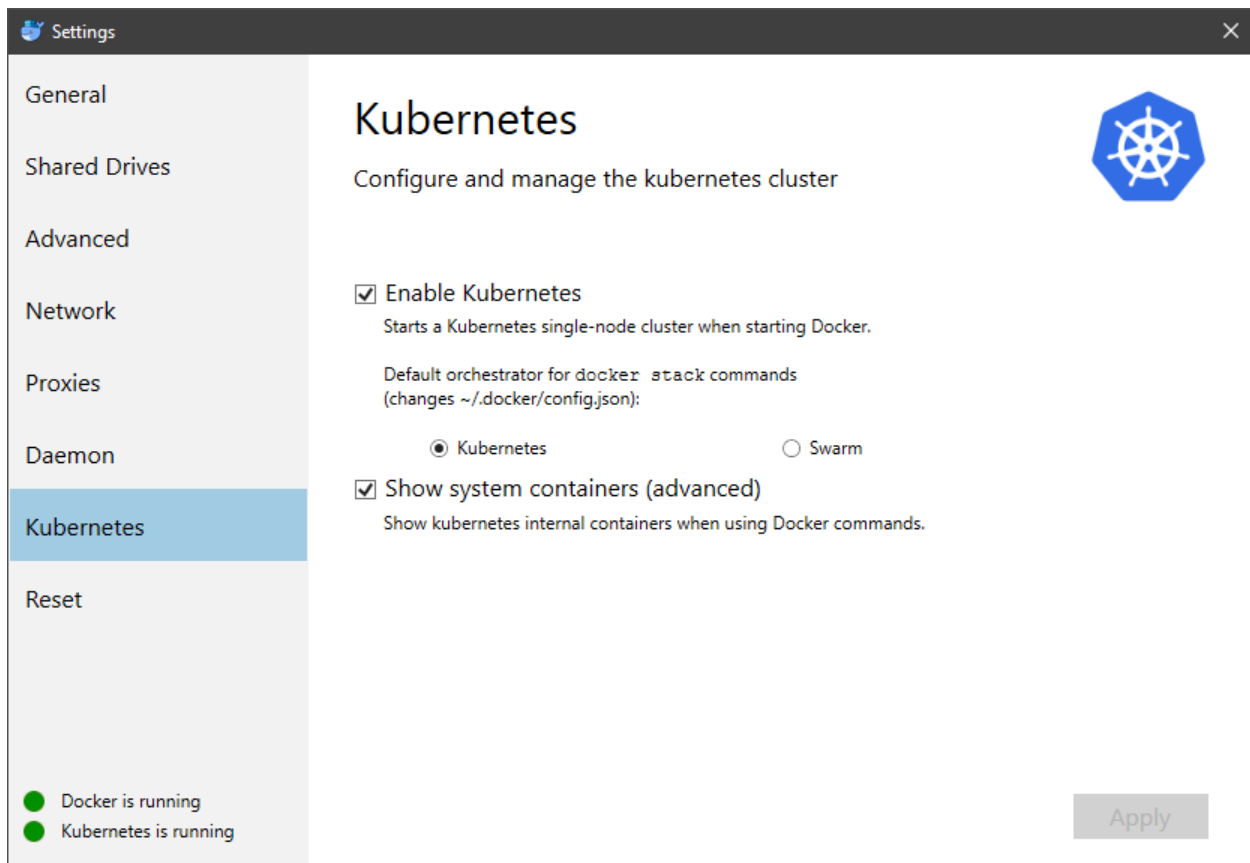 Settings
General
Shared Drives
Advanced
Network
Proxies
Daemon
Kubernetes
Reset
Docker is running
Kubernetes is running
Kubernetes
Configure and manage the kubernetes cluster
Enable Kubernetes
Starts a Kubernetes single-node cluster when starting Docker.
Default orchestrator for docker stack commands
(changes ~/.docker/config.json):
Kubernetes Swarm
Show system containers (advanced)
Show kubernetes internal containers when using Docker commands.
Apply